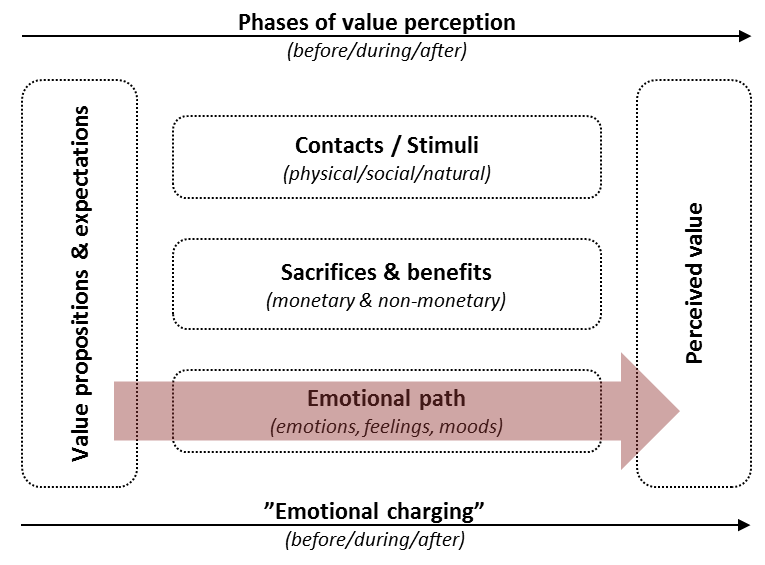 Phases of value perception
(before/during/after)
Value propositions & expectations
Contacts / Stimuli
(physical/social/natural)
Sacrifices & benefits
(monetary & non-monetary)
Emotional path
(emotions, feelings, moods)
Perceived value
”Emotional charging”
(before/during/after)